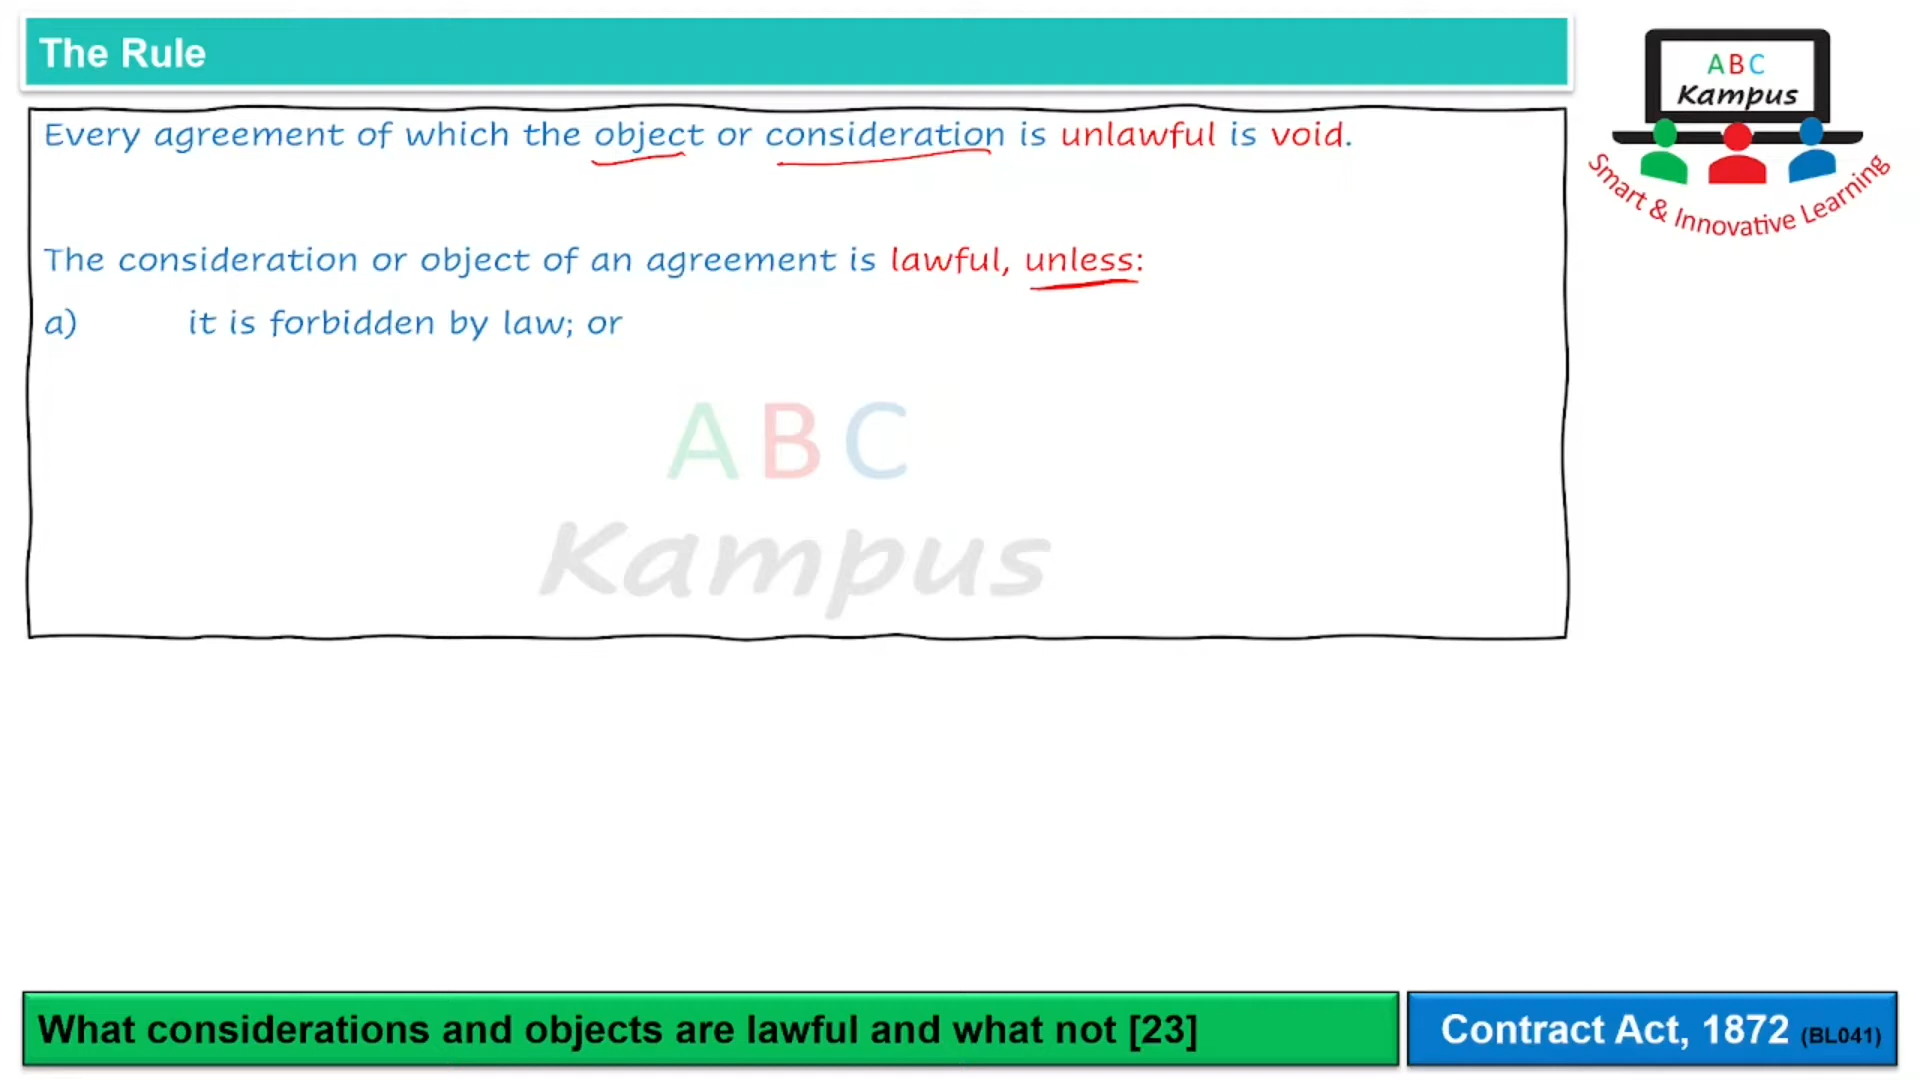 The Rule
A B C
Kampus
Smart & Innovative Learning
Every agreement of which the object or consideration is unlawful is void.
The consideration or object of an agreement is lawful, unless:
a) it is forbidden by law; or
A B C
Kampus
What considerations and objects are lawful and what not [23]
Contract Act, 1872 (BL041)